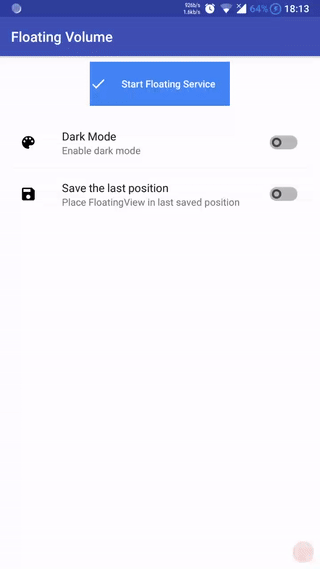 926b/s
1.6kb/s
64%
18:13
Floating Volume
Start Floating Service
Dark Mode
Enable dark mode
Save the last position
Place FloatingView in last saved position